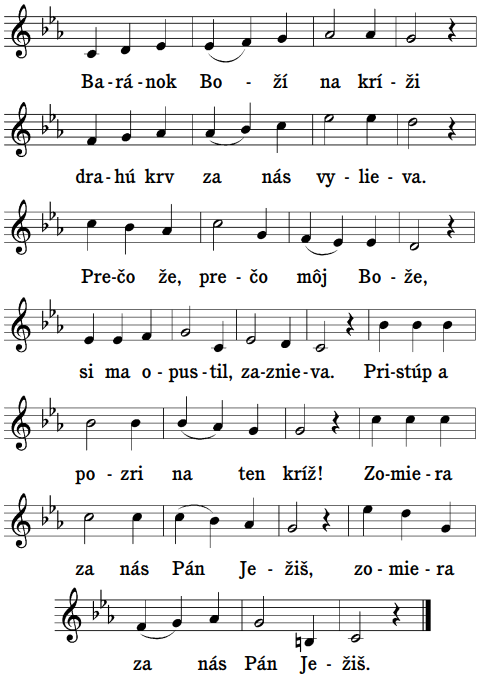 Ba - rá - nok Bo - ží na krí - ži
dra - hú krv za nás vy - lie - va.
Pre - čo že, pre - čo môj Bo - že,
si ma o - pus - til, za - znie - va. Pri - stúp a
po - zri na ten kríž! Zo - mie - ra
za nás Pán Je - žiš, zo - mie - ra
za nás Pán Je - žiš.